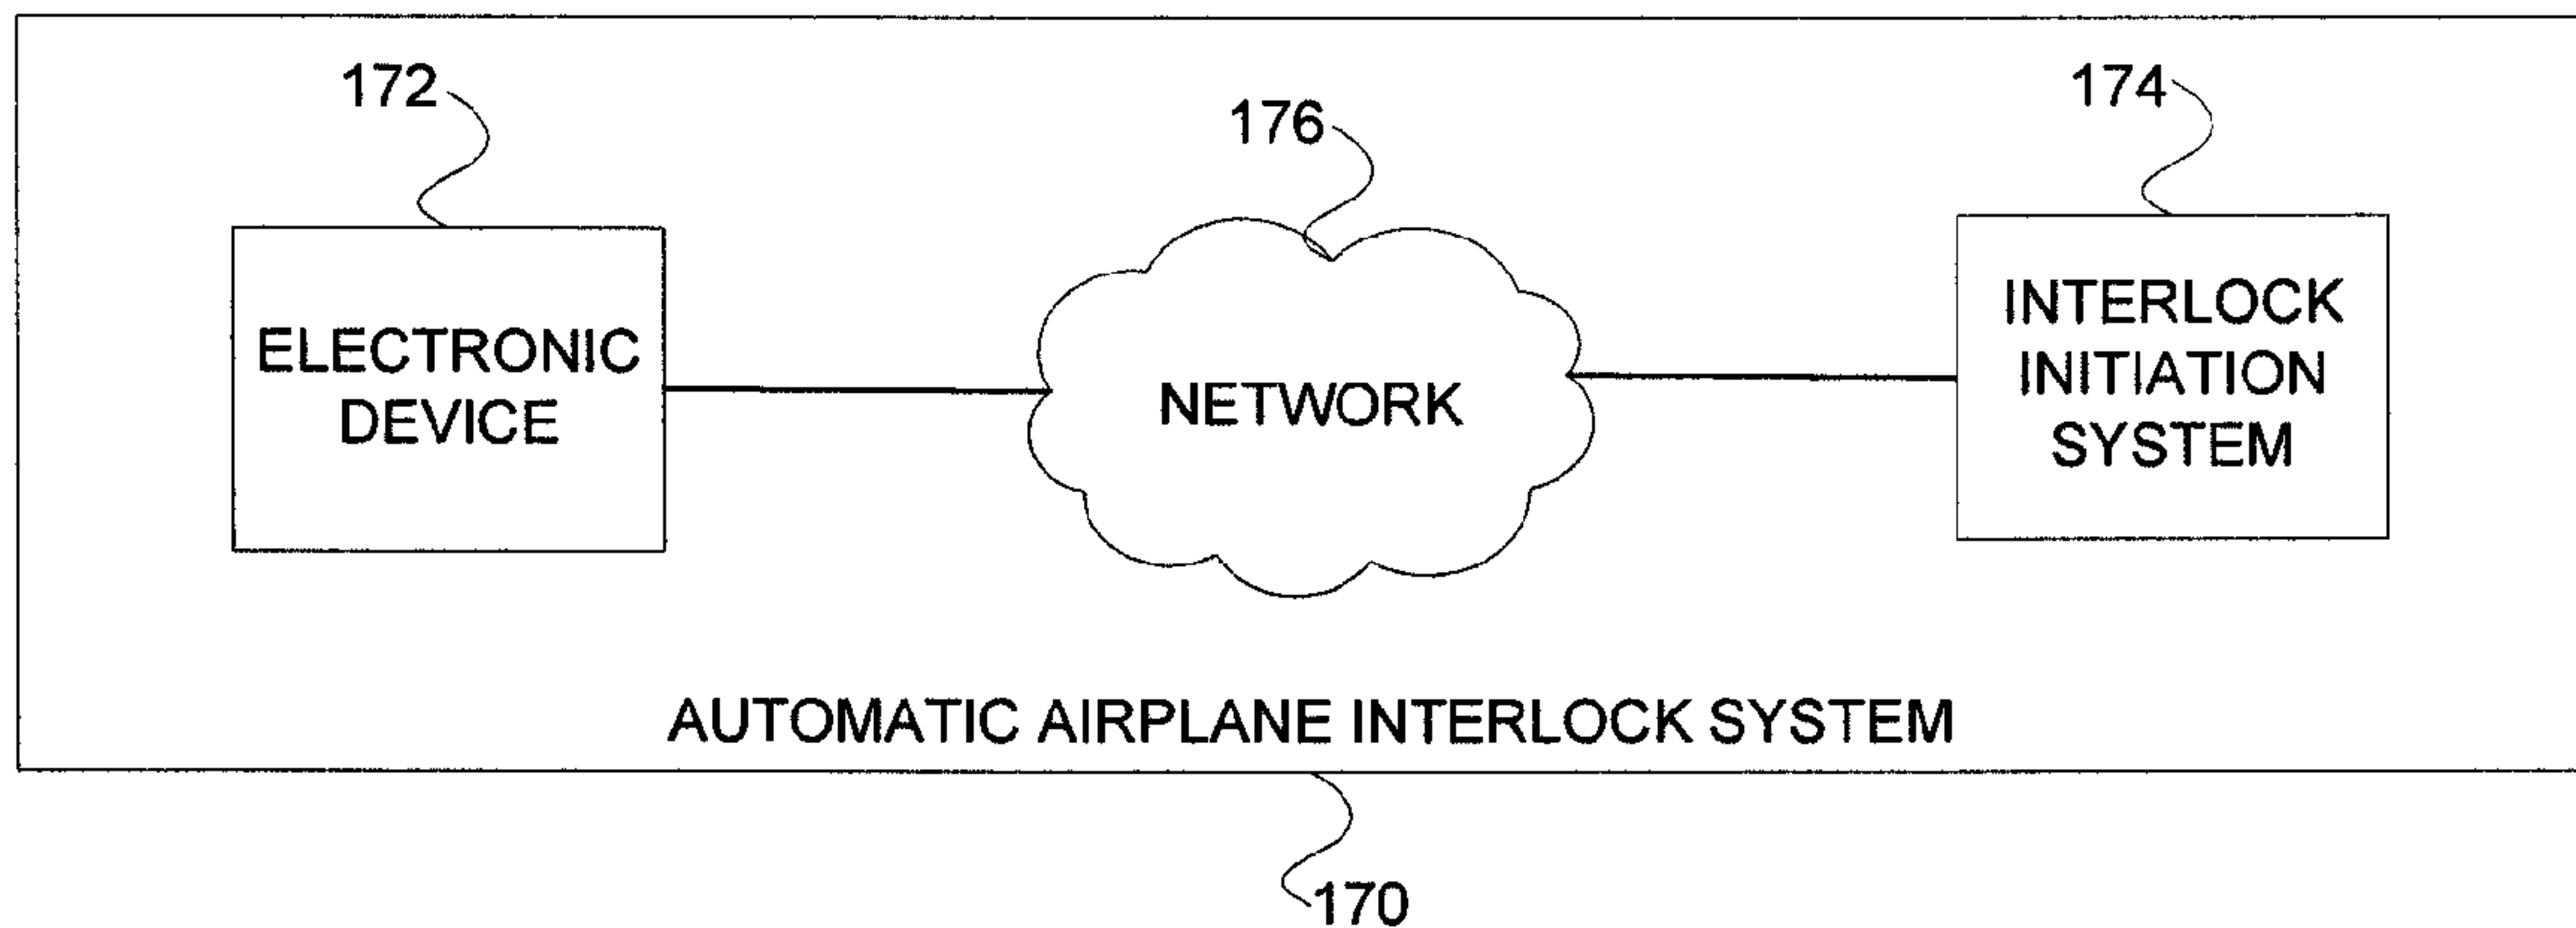 172
176
174
ELECTRONIC
DEVICE
NETWORK
INTERLOCK
INITIATION
SYSTEM
AUTOMATIC AIRPLANE INTERLOCK SYSTEM
170